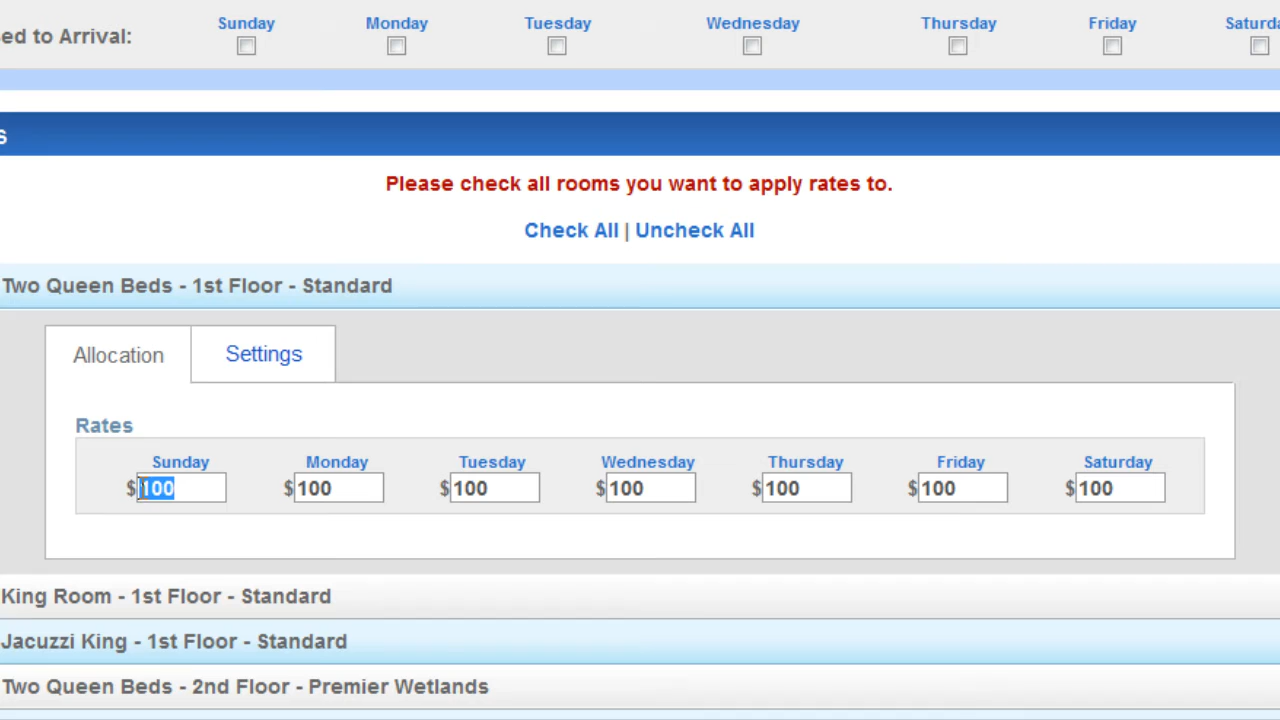 Sunday Monday Tuesday Wednesday Thursday Friday Saturda
ed to Arrival:
s
Please check all rooms you want to apply rates to.
Check All | Uncheck All
Two Queen Beds - 1st Floor - Standard
Allocation Settings
Rates
Sunday Monday Tuesday Wednesday Thursday Friday Saturday
$100 $100 $100 $100 $100 $100 $100
King Room - 1st Floor - Standard
Jacuzzi King - 1st Floor - Standard
Two Queen Beds - 2nd Floor - Premier Wetlands